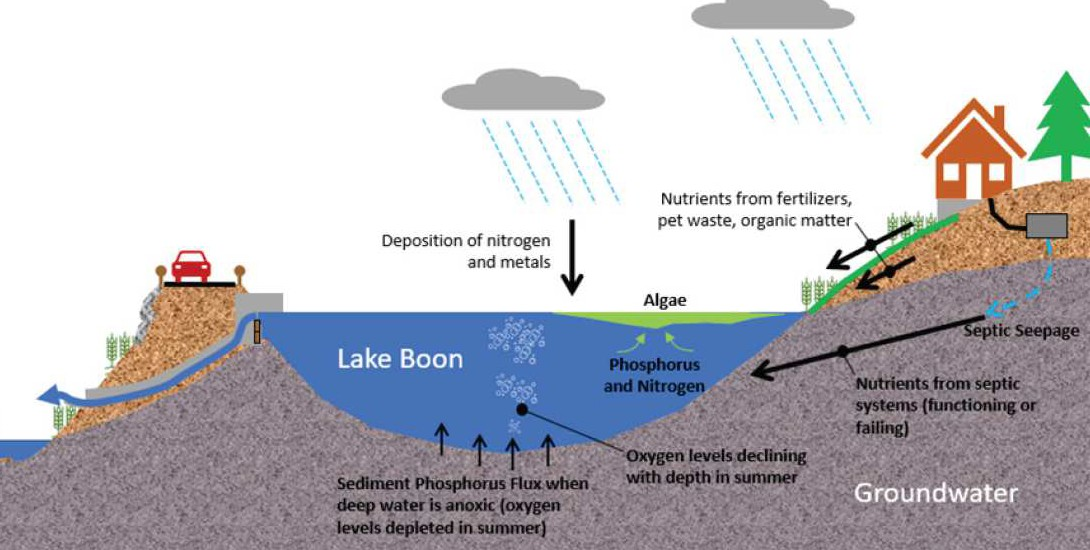 Nutrients from fertilizers,
pet waste, organic matter
Deposition of nitrogen
and metals
Algae
Septic Seepage
Lake Boon
Phosphorus
and Nitrogen
Nutrients from septic
systems (functioning or
failing)
Oxygen levels declining
with depth in summer
Sediment Phosphorus Flux when
deep water is anoxic (oxygen
levels depleted in summer)
Groundwater